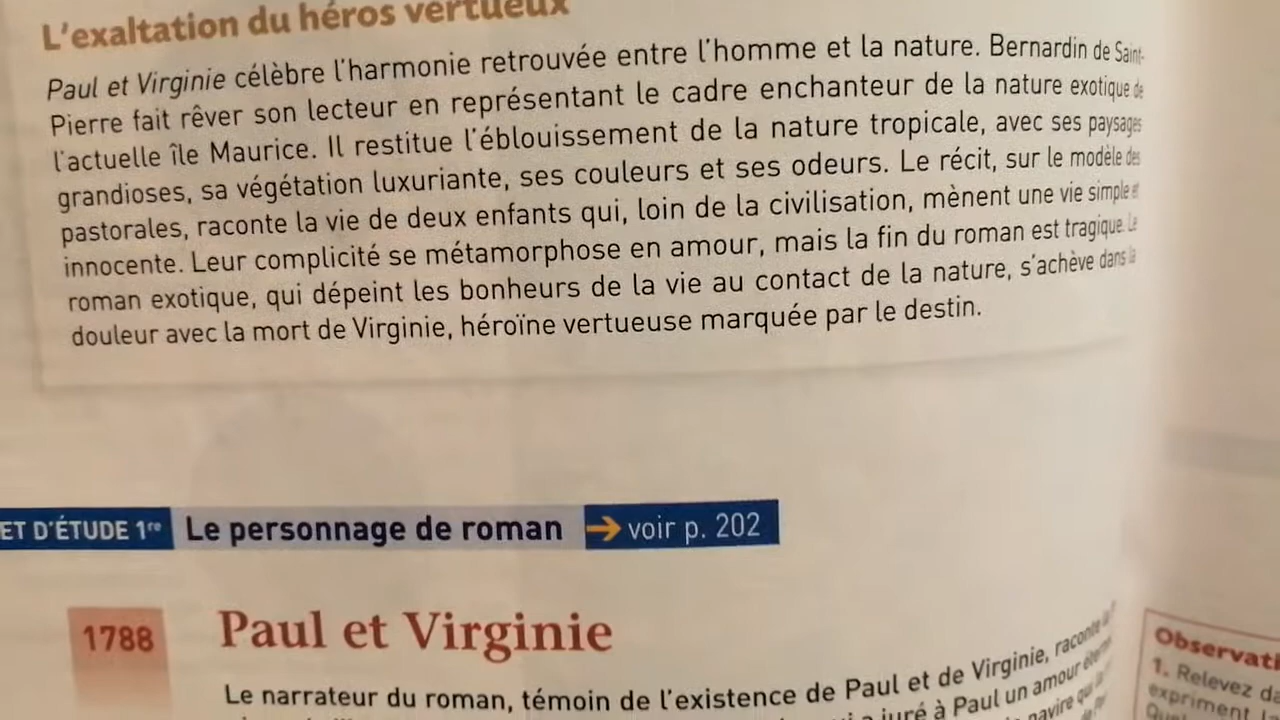 L'exaltation du héros vertueux
Paul et Virginie célèbre l'harmonie retrouvée entre l'homme et la nature. Bernardin de Saint-
Pierre fait rêver son lecteur en représentant le cadre enchanteur de la nature exotique de
l'actuelle île Maurice. Il restitue l'éblouissement de la nature tropicale, avec ses paysages
grandioses, sa végétation luxuriante, ses couleurs et ses odeurs. Le récit, sur le modèle des
pastorales, raconte la vie de deux enfants qui, loin de la civilisation, mènent une vie simple et
innocente. Leur complicité se métamorphose en amour, mais la fin du roman est tragique. Le
roman exotique, qui dépeint les bonheurs de la vie au contact de la nature, s'achève dans la
douleur avec la mort de Virginie, héroïne vertueuse marquée par le destin.
ET D'ÉTUDE 1re Le personnage de roman → voir p. 202
1788
Paul et Virginie
Le narrateur du roman, témoin de l'existence de Paul et de Virginie, raconte
juré à Paul un amour
navire
Observati
1. Relevez da
expriment